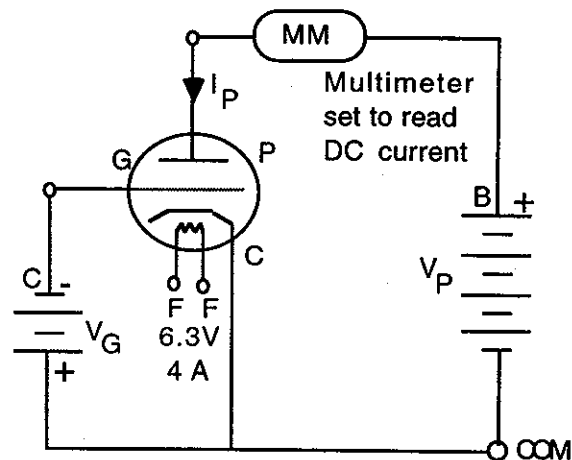 MM
I P
Multimeter
set to read
DC current
G
P
B
+
C
-
C
V P
F F
V G
6.3V
4 A
+
COM